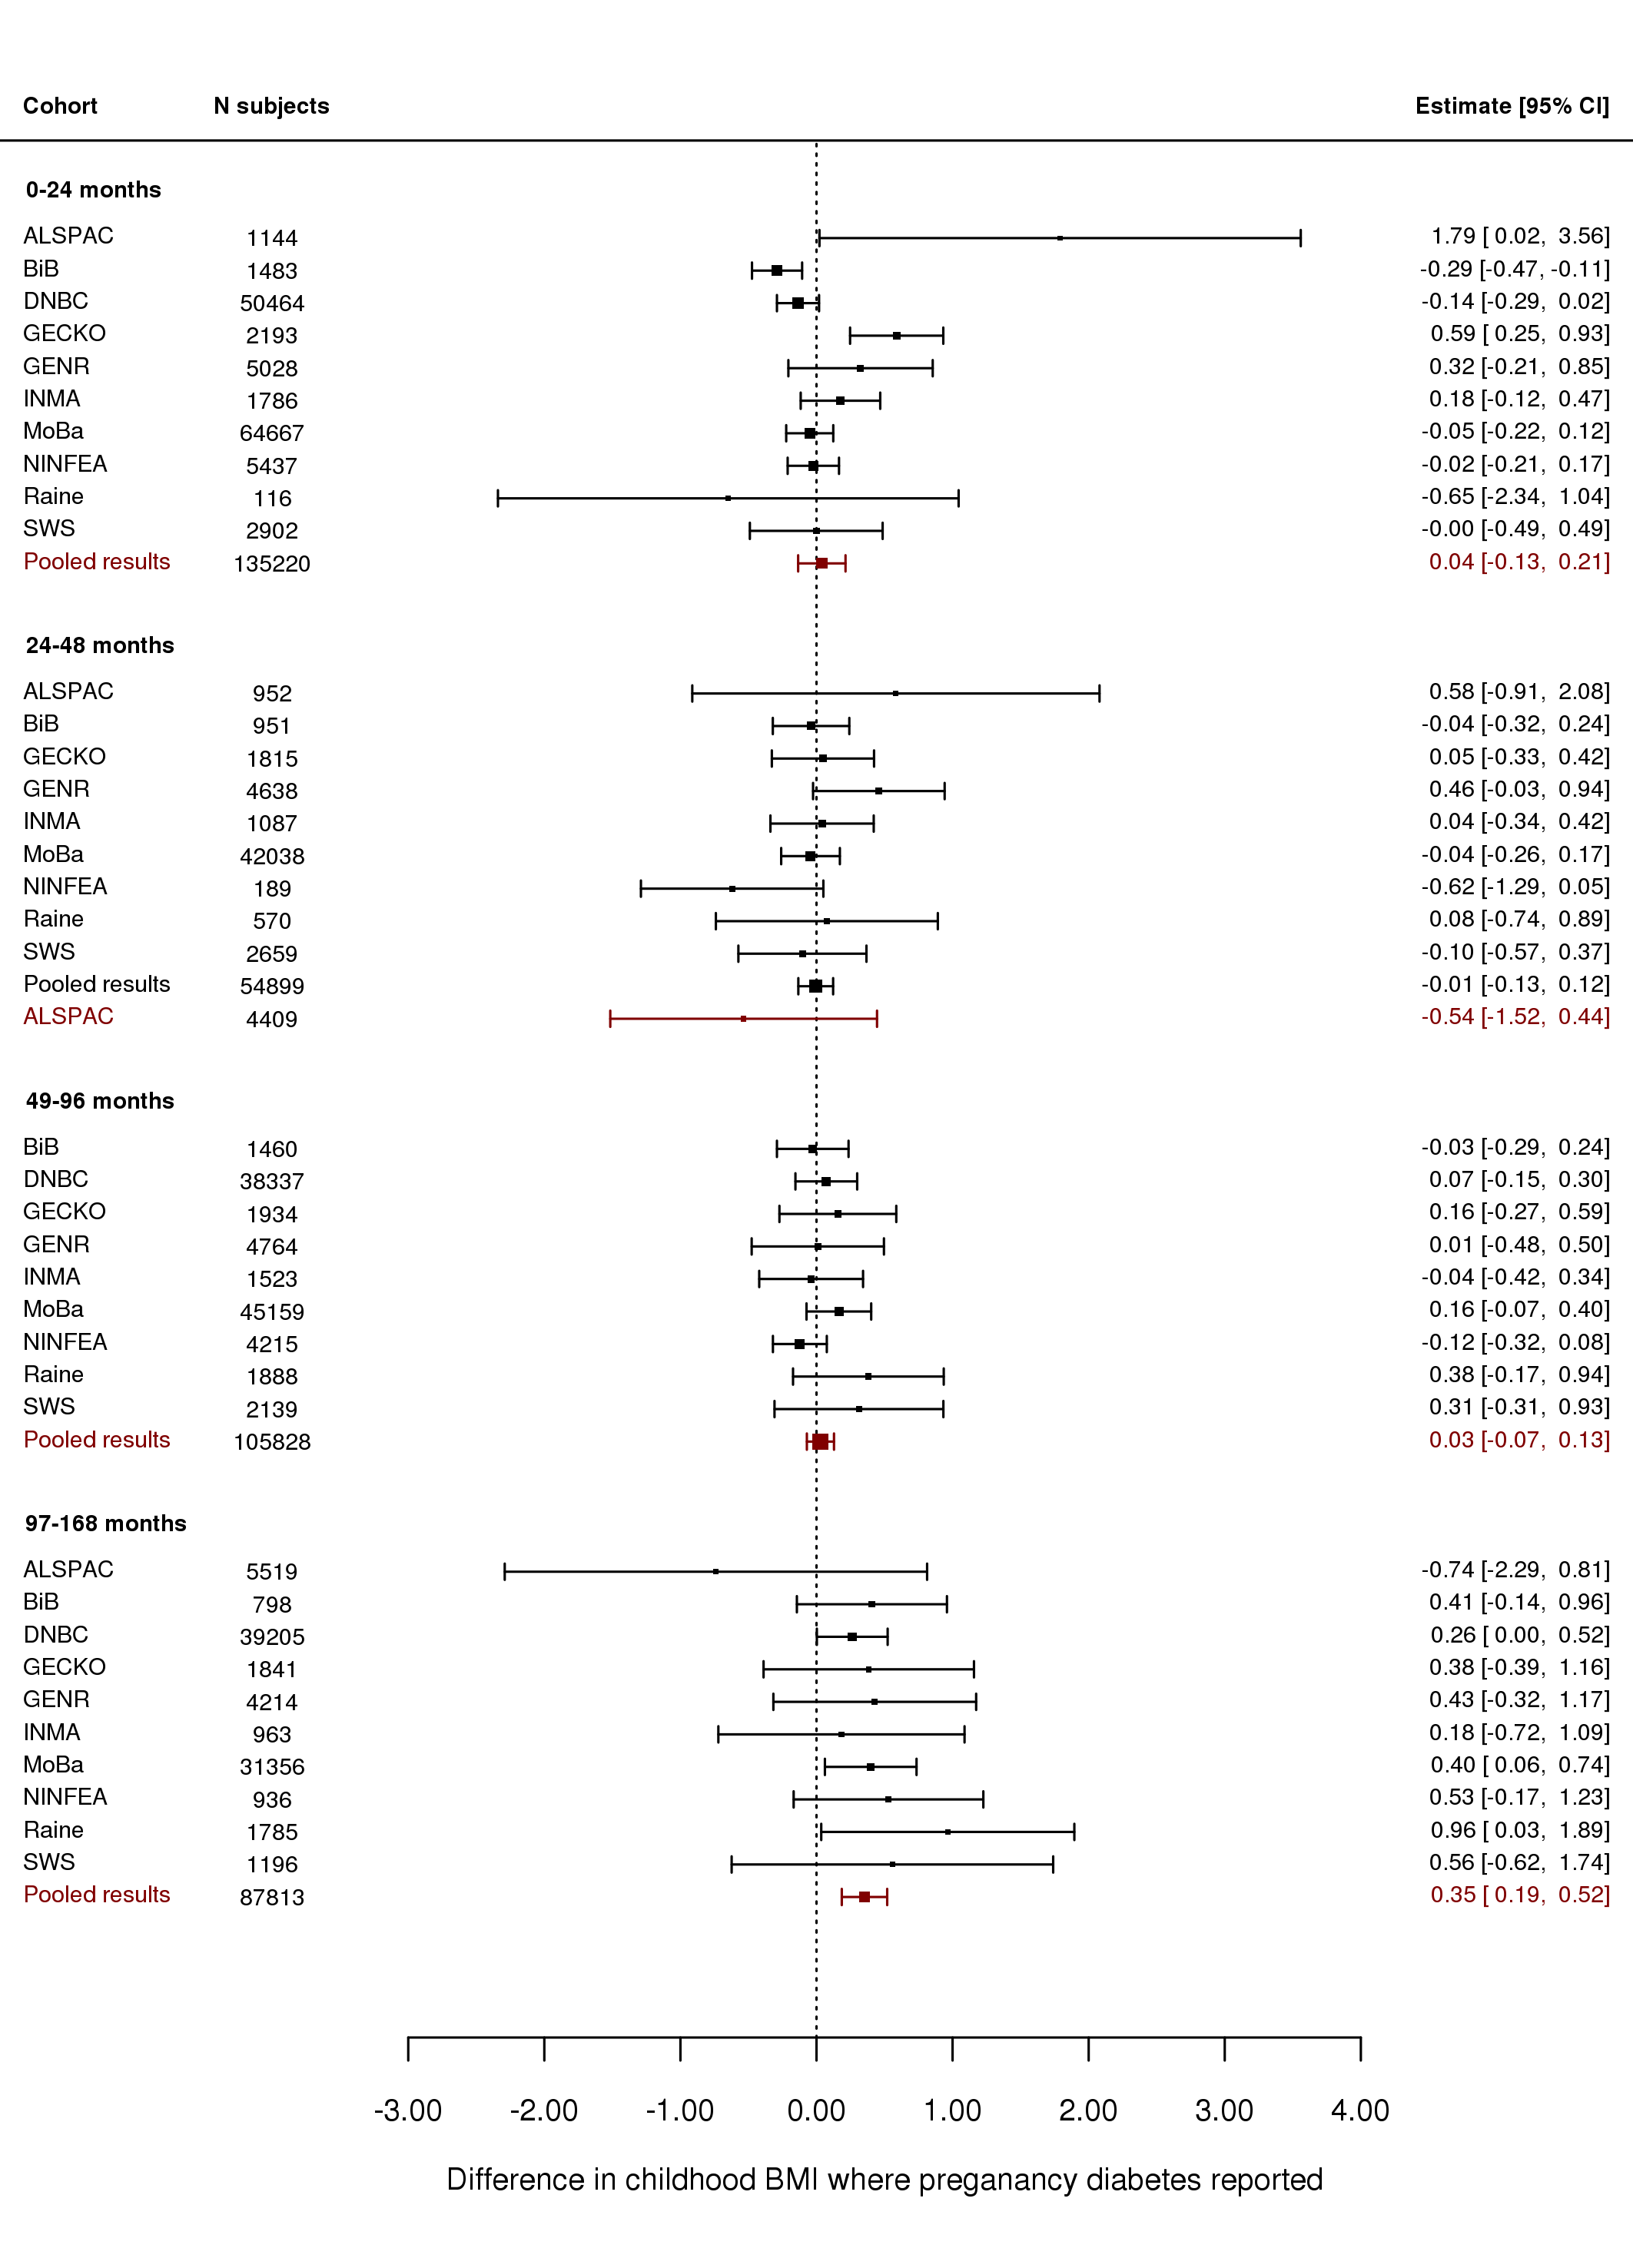 Cohort N subjects Estimate [95% CI]
0-24 months
ALSPAC 1144 1.79 [ 0.02, 3.56]
BiB 1483 -0.29 [-0.47, -0.11]
DNBC 50464 -0.14 [-0.29, 0.02]
GECKO 2193 0.59 [ 0.25, 0.93]
GENR 5028 0.32 [-0.21, 0.85]
INMA 1786 0.18 [-0.12, 0.47]
MoBa 64667 -0.05 [-0.22, 0.12]
NINFEA 5437 -0.02 [-0.21, 0.17]
Raine 116 -0.65 [-2.34, 1.04]
SWS 2902 -0.00 [-0.49, 0.49]
Pooled results 135220 0.04 [-0.13, 0.21]
24-48 months
ALSPAC 952 0.58 [-0.91, 2.08]
BiB 951 -0.04 [-0.32, 0.24]
GECKO 1815 0.05 [-0.33, 0.42]
GENR 4638 0.46 [-0.03, 0.94]
INMA 1087 0.04 [-0.34, 0.42]
MoBa 42038 -0.04 [-0.26, 0.17]
NINFEA 189 -0.62 [-1.29, 0.05]
Raine 570 0.08 [-0.74, 0.89]
SWS 2659 -0.10 [-0.57, 0.37]
Pooled results 54899 -0.01 [-0.13, 0.12]
ALSPAC 4409 -0.54 [-1.52, 0.44]
49-96 months
BiB 1460 -0.03 [-0.29, 0.24]
DNBC 38337 0.07 [-0.15, 0.30]
GECKO 1934 0.16 [-0.27, 0.59]
GENR 4764 0.01 [-0.48, 0.50]
INMA 1523 -0.04 [-0.42, 0.34]
MoBa 45159 0.16 [-0.07, 0.40]
NINFEA 4215 -0.12 [-0.32, 0.08]
Raine 1888 0.38 [-0.17, 0.94]
SWS 2139 0.31 [-0.31, 0.93]
Pooled results 105828 0.03 [-0.07, 0.13]
97-168 months
ALSPAC 5519 -0.74 [-2.29, 0.81]
BiB 798 0.41 [-0.14, 0.96]
DNBC 39205 0.26 [ 0.00, 0.52]
GECKO 1841 0.38 [-0.39, 1.16]
GENR 4214 0.43 [-0.32, 1.17]
INMA 963 0.18 [-0.72, 1.09]
MoBa 31356 0.40 [ 0.06, 0.74]
NINFEA 936 0.53 [-0.17, 1.23]
Raine 1785 0.96 [ 0.03, 1.89]
SWS 1196 0.56 [-0.62, 1.74]
Pooled results 87813 0.35 [ 0.19, 0.52]
-3.00 -2.00 -1.00 0.00 1.00 2.00 3.00 4.00
Difference in childhood BMI where preganancy diabetes reported